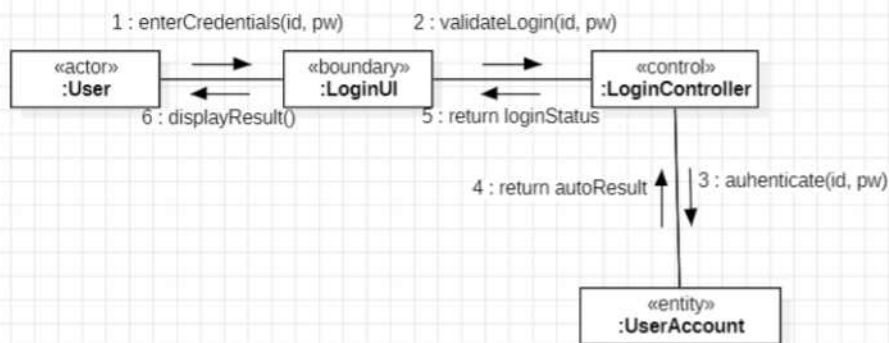 1 : enterCredentials(id, pw)
2 : validateLogin(id, pw)
«actor»
:User
«boundary»
:LoginUI
«control»
:LoginController
6 : displayResult()
5 : return loginStatus
4 : return autoResult
3 : auhenticate(id, pw)
«entity»
:UserAccount